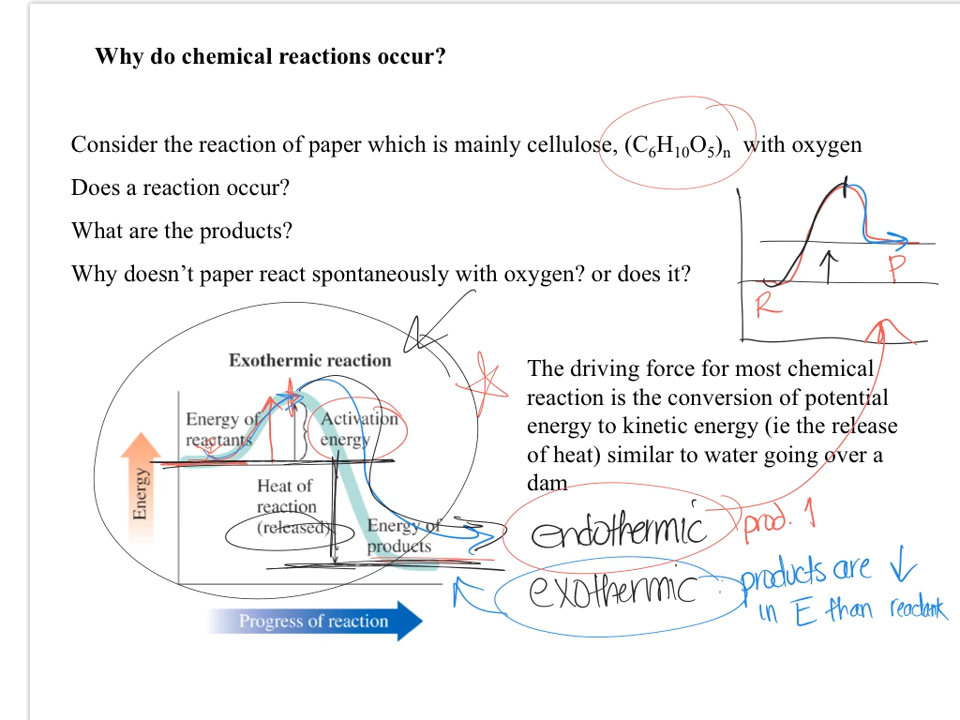 Why do chemical reactions occur?
Consider the reaction of paper which is mainly cellulose, (C₆H₁₀O₅)ₙ with oxygen
Does a reaction occur?
What are the products?
Why doesn’t paper react spontaneously with oxygen? or does it?
R
P
Exothermic reaction
Energy of
reactants
Activation
energy
Heat of
reaction
(released)
Energy of
products
Energy
Progress of reaction
The driving force for most chemical
reaction is the conversion of potential
energy to kinetic energy (ie the release
of heat) similar to water going over a
dam
endothermic
prod. ↑
exothermic
products are ↓
in E than reactants